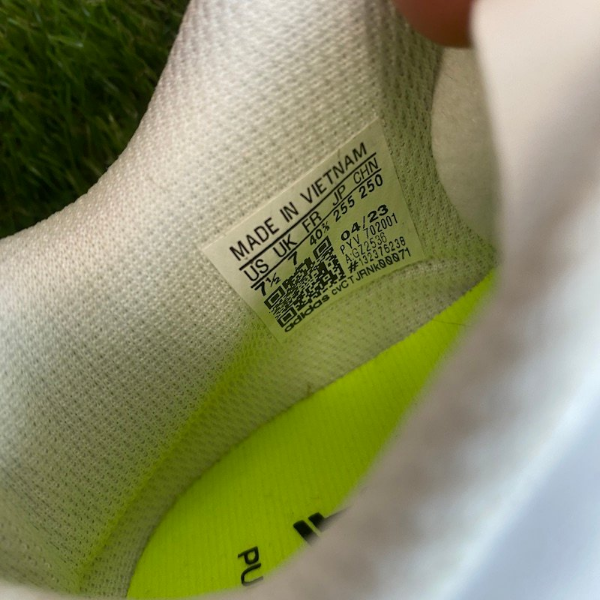 MADE IN VIETNAM
US UK FR JP CHN
7½ 7 40⅔ 255 250
04/23
PYV 702001
#:32376238
adidas
PU